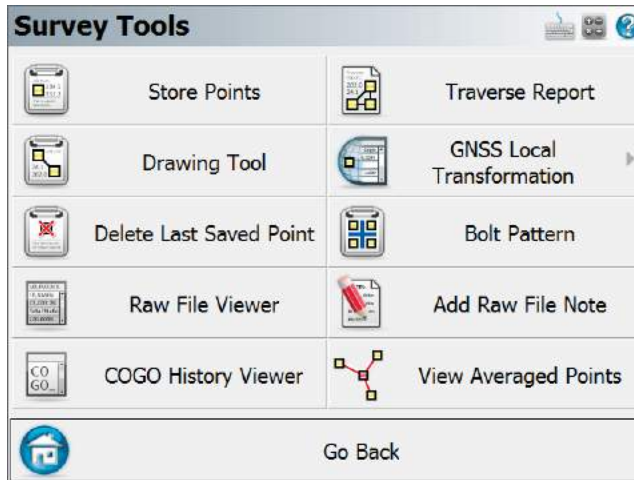 Survey Tools
Store Points
Traverse Report
Drawing Tool
GNSS Local
Transformation
Delete Last Saved Point
Bolt Pattern
Raw File Viewer
Add Raw File Note
CO
GO_
COGO History Viewer
View Averaged Points
Go Back